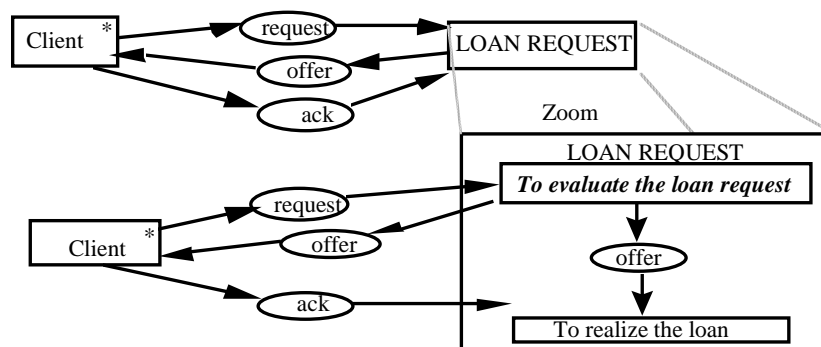 Client *
request
LOAN REQUEST
offer
ack
Zoom
LOAN REQUEST
To evaluate the loan request
request
Client *
offer
offer
ack
To realize the loan